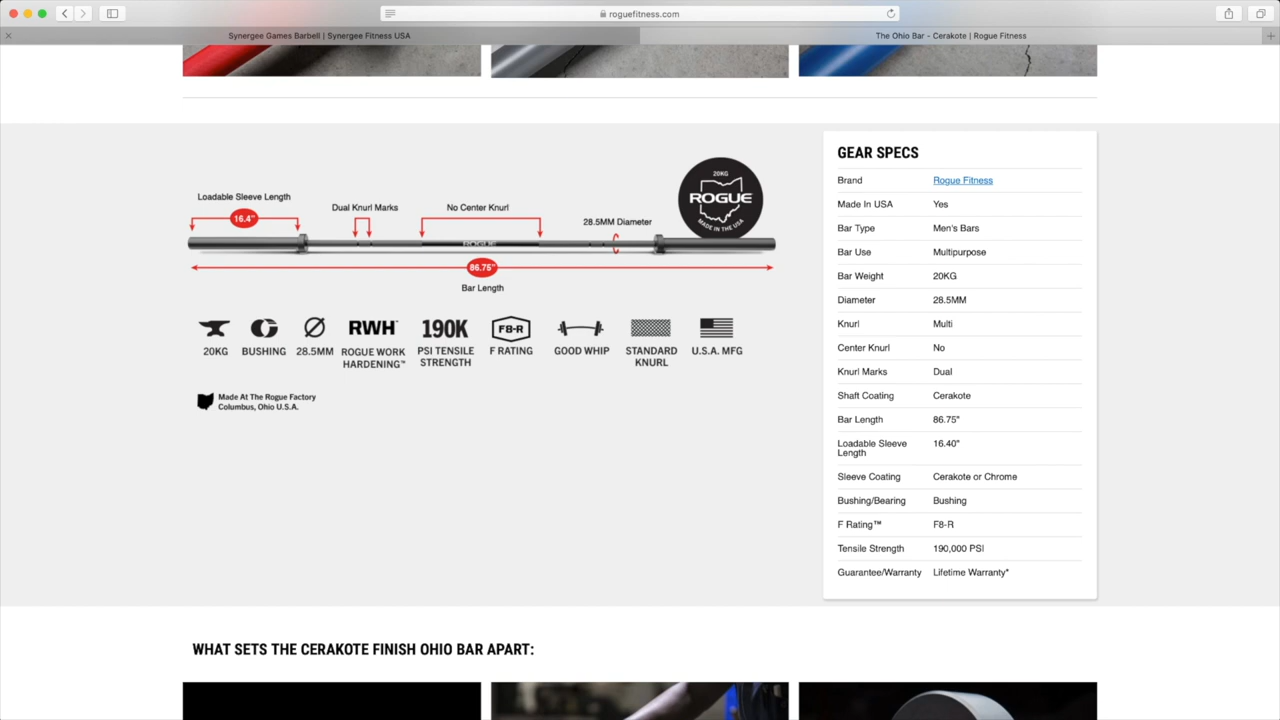 roguefitness.com
Synergee Games Barbell | Synergee Fitness USA
The Ohio Bar - Cerakote | Rogue Fitness
Loadable Sleeve Length
16.4"
Dual Knurl Marks
No Center Knurl
28.5MM Diameter
20KG
ROGUE
MADE IN THE USA
ROGUE
86.75"
Bar Length
20KG
BUSHING
28.5MM
RWH™
ROGUE WORK
HARDENING™
190K
PSI TENSILE
STRENGTH
F8-R
F RATING
GOOD WHIP
STANDARD
KNURL
U.S.A. MFG
Made At The Rogue Factory
Columbus, Ohio U.S.A.
GEAR SPECS
Brand Rogue Fitness
Made In USA Yes
Bar Type Men's Bars
Bar Use Multipurpose
Bar Weight 20KG
Diameter 28.5MM
Knurl Multi
Center Knurl No
Knurl Marks Dual
Shaft Coating Cerakote
Bar Length 86.75"
Loadable Sleeve 16.40"
Length
Sleeve Coating Cerakote or Chrome
Bushing/Bearing Bushing
F Rating™ F8-R
Tensile Strength 190,000 PSI
Guarantee/Warranty Lifetime Warranty*
WHAT SETS THE CERAKOTE FINISH OHIO BAR APART: